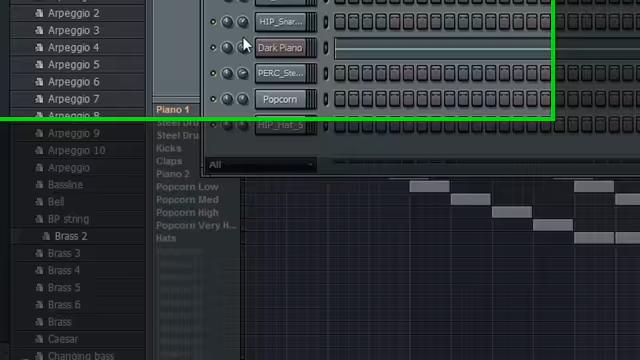 Arpeggio 2
Arpeggio 3
Arpeggio 4
Arpeggio 5
Arpeggio 6
Arpeggio 7
Arpeggio 8
Arpeggio 9
Arpeggio 10
Arpeggio
Bassline
Bell
BP string
Brass 2
Brass 3
Brass 4
Brass 5
Brass 6
Brass
Caesar
Changing bass
HIP_Snar...
Dark Piano
PERC_Ste...
Popcorn
HIP_Hat_5
All
Piano 1
Steel Dru
Kicks
Claps
Piano 2
Popcorn Low
Popcorn Med
Popcorn High
Popcorn Very H...
Hats